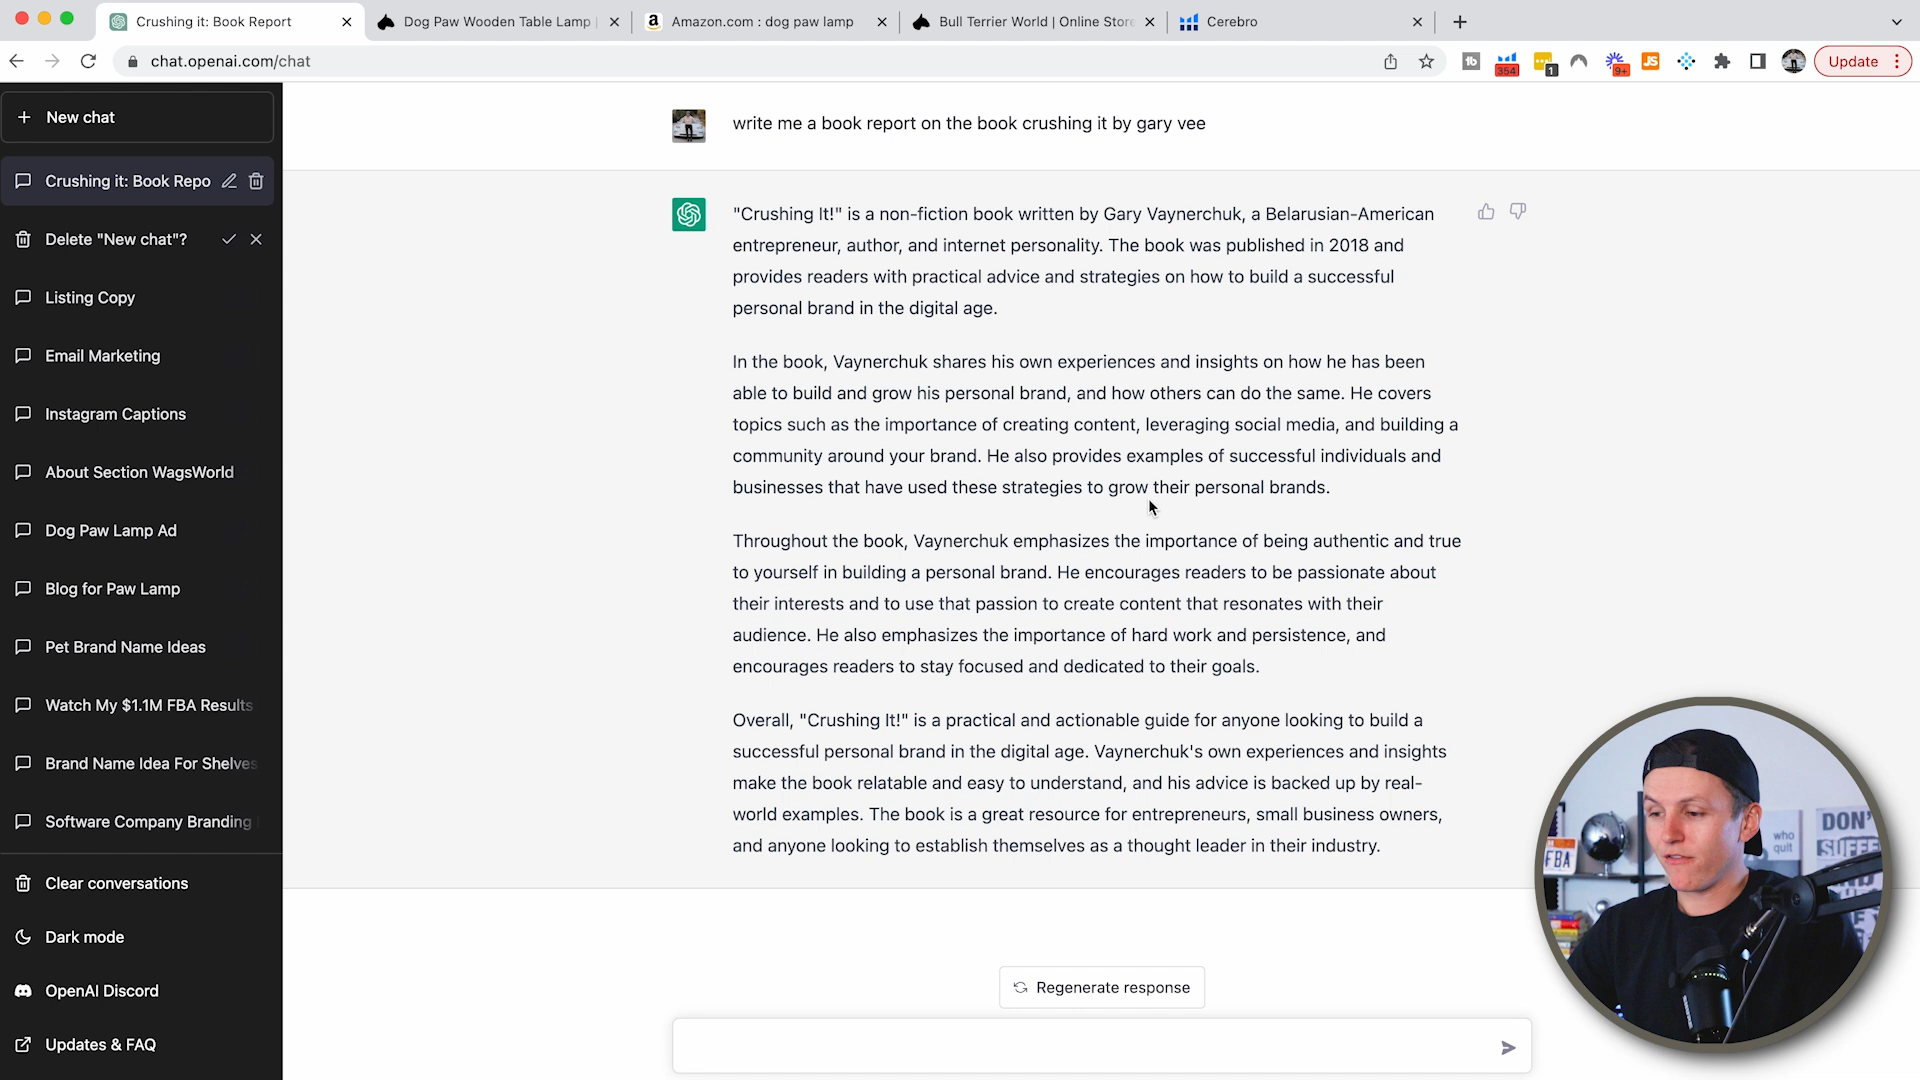 Crushing it: Book Report
Dog Paw Wooden Table Lamp |
Amazon.com : dog paw lamp
Bull Terrier World | Online Store
Cerebro
chat.openai.com/chat
354
1
9+
JS
Update
New chat
write me a book report on the book crushing it by gary vee
Crushing it: Book Repo
Delete "New chat"?
Listing Copy
Email Marketing
Instagram Captions
About Section WagsWorld
Dog Paw Lamp Ad
Blog for Paw Lamp
Pet Brand Name Ideas
Watch My $1.1M FBA Results
Brand Name Idea For Shelves
Software Company Branding
Clear conversations
Dark mode
OpenAI Discord
Updates & FAQ
"Crushing It!" is a non-fiction book written by Gary Vaynerchuk, a Belarusian-American
entrepreneur, author, and internet personality. The book was published in 2018 and
provides readers with practical advice and strategies on how to build a successful
personal brand in the digital age.
In the book, Vaynerchuk shares his own experiences and insights on how he has been
able to build and grow his personal brand, and how others can do the same. He covers
topics such as the importance of creating content, leveraging social media, and building a
community around your brand. He also provides examples of successful individuals and
businesses that have used these strategies to grow their personal brands.
Throughout the book, Vaynerchuk emphasizes the importance of being authentic and true
to yourself in building a personal brand. He encourages readers to be passionate about
their interests and to use that passion to create content that resonates with their
audience. He also emphasizes the importance of hard work and persistence, and
encourages readers to stay focused and dedicated to their goals.
Overall, "Crushing It!" is a practical and actionable guide for anyone looking to build a
successful personal brand in the digital age. Vaynerchuk's own experiences and insights
make the book relatable and easy to understand, and his advice is backed up by real-
world examples. The book is a great resource for entrepreneurs, small business owners,
and anyone looking to establish themselves as a thought leader in their industry.
Regenerate response
FBA
who
quit
DON'
SUFFE